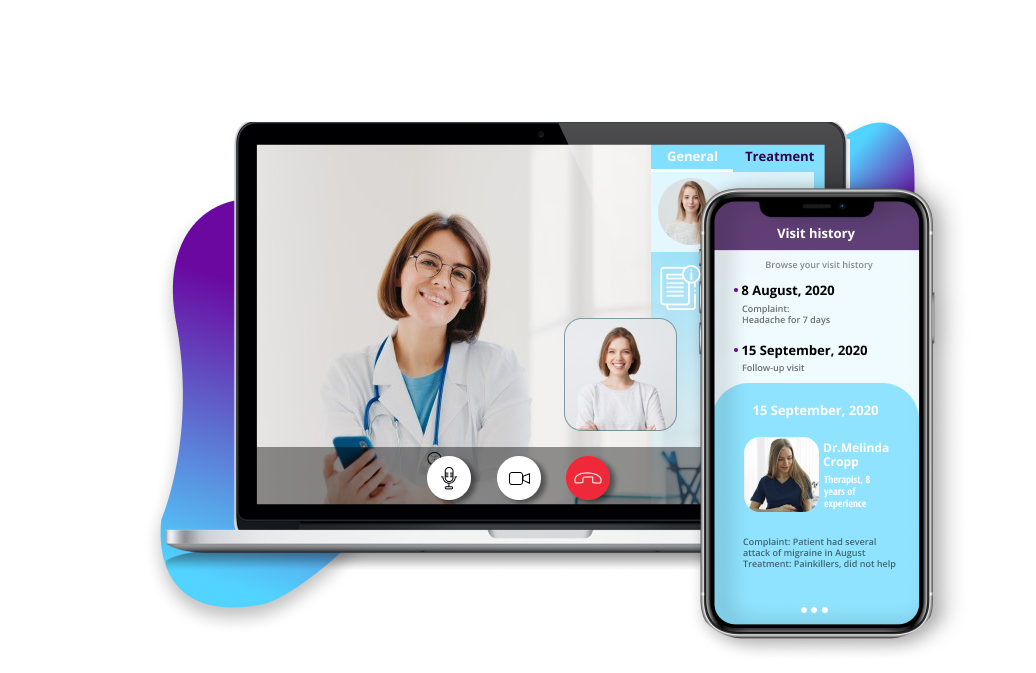 General Treatment
Visit history
Browse your visit history
8 August, 2020
Complaint:
Headache for 7 days
15 September, 2020
Follow-up visit
15 September, 2020
Dr.Melinda
Cropp
Therapist, 8
years of
experience
Complaint: Patient had several
attack of migraine in August
Treatment: Painkillers, did not help